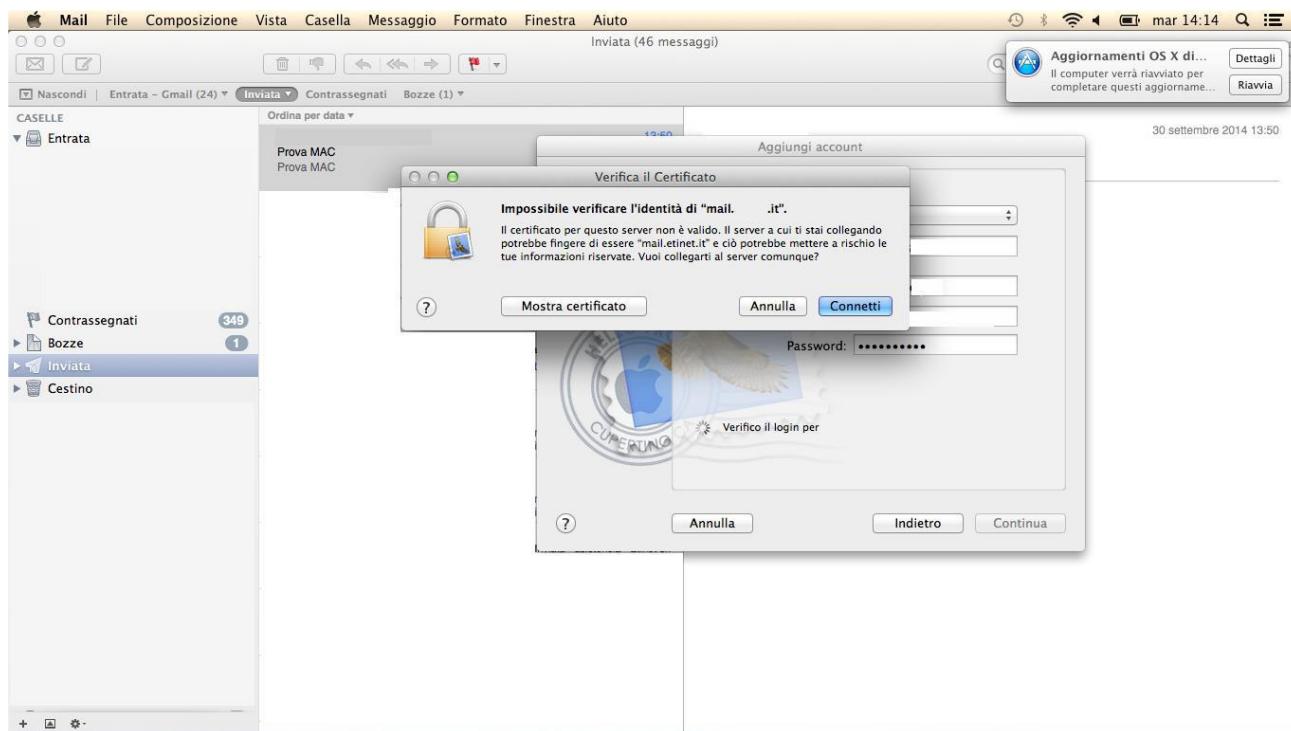 Mail File Composizione Vista Casella Messaggio Formato Finestra Aiuto mar 14:14
Inviata (46 messaggi)
Aggiornamenti OS X di...
Il computer verrà riavviato per
completare questi aggiorname...
Dettagli
Riavvia
Nascondi | Entrata – Gmail (24) Inviata Contrassegnati Bozze (1)
CASELLE
Entrata
Contrassegnati 349
Bozze 1
Inviata
Cestino
Ordina per data
13:50
Prova MAC
Prova MAC
30 settembre 2014 13:50
Aggiungi account
Verifica il Certificato
Impossibile verificare l'identità di "mail. .it".
Il certificato per questo server non è valido. Il server a cui ti stai collegando
potrebbe fingere di essere "mail.etinet.it" e ciò potrebbe mettere a rischio le
tue informazioni riservate. Vuoi collegarti al server comunque?
? Mostra certificato Annulla Connetti
Password: ••••••••••
CUPERTINO
Verifico il login per
? Annulla Indietro Continua